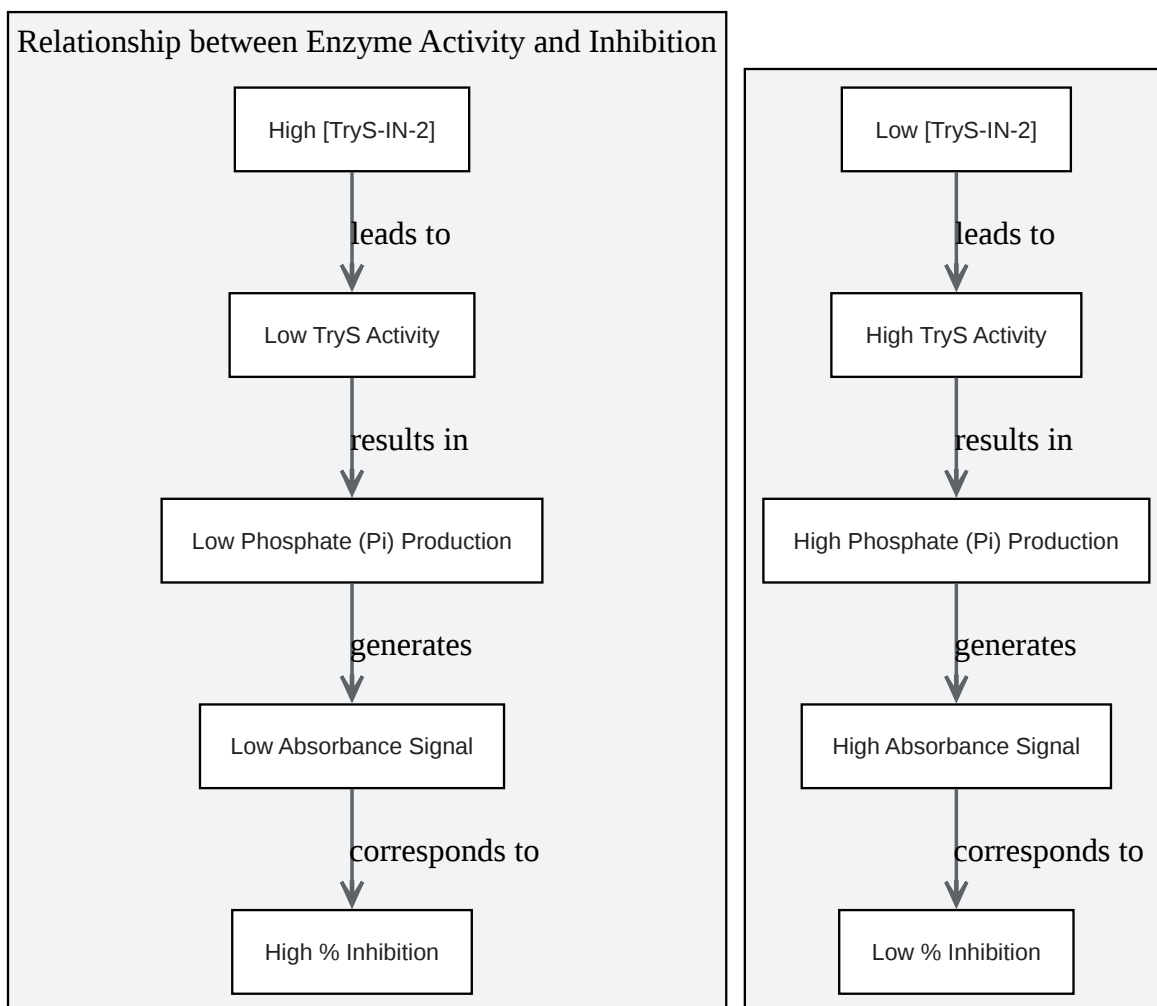 Relationship between Enzyme Activity and Inhibition
High [TryS-IN-2]
leads to
Low TryS Activity
results in
Low Phosphate (Pi) Production
generates
Low Absorbance Signal
corresponds to
High % Inhibition
Low [TryS-IN-2]
leads to
High TryS Activity
results in
High Phosphate (Pi) Production
generates
High Absorbance Signal
corresponds to
Low % Inhibition